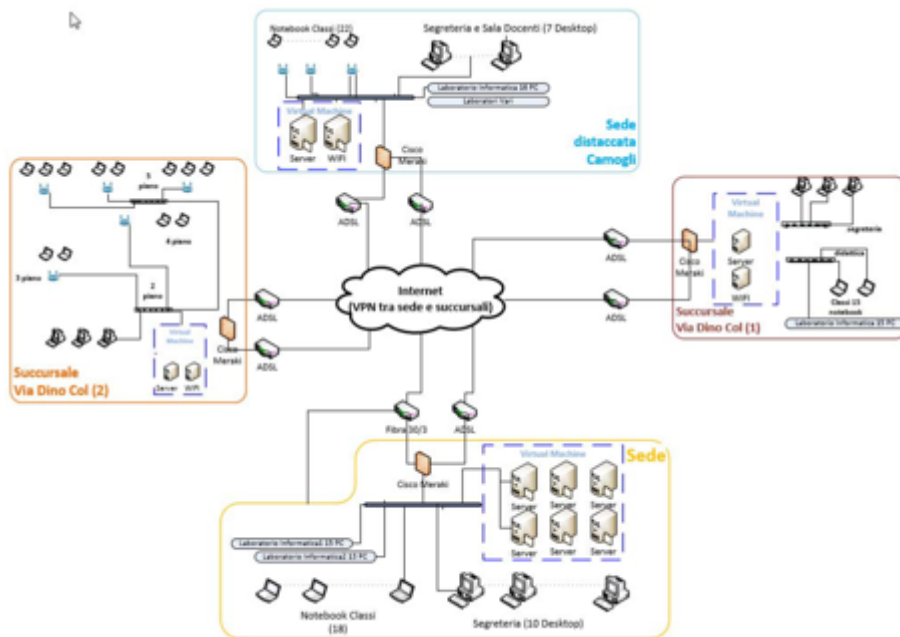 Notebook Classi (22)
Segreteria e Sala Docenti (7 Desktop)
Laboratorio Informatica 18 PC
Laboratori Vari
Virtual Machine
Server
WIFI
Cisco
Meraki
Sede
distaccata
Camogli
ADSL
ADSL
5
piano
4 piano
3 piano
2
piano
Virtual
Machine
Server
WIFI
Cisco
Meraki
ADSL
ADSL
Succursale
Via Dino Col (2)
Internet
(VPN tra sede e succursali)
ADSL
ADSL
Cisco
Meraki
Virtual
Machine
Server
WIFI
segreteria
didattica
Classi 13
notebook
Laboratorio Informatica 15 PC
Succursale
Via Dino Col (1)
Fibra 30/3
ADSL
Cisco Meraki
Virtual Machine
Sede
Server
Server
Server
Server
Server
Server
Laboratorio Informatica1 15 PC
Laboratorio Informatica2 15 PC
Notebook Classi
(18)
Segreteria (10 Desktop)